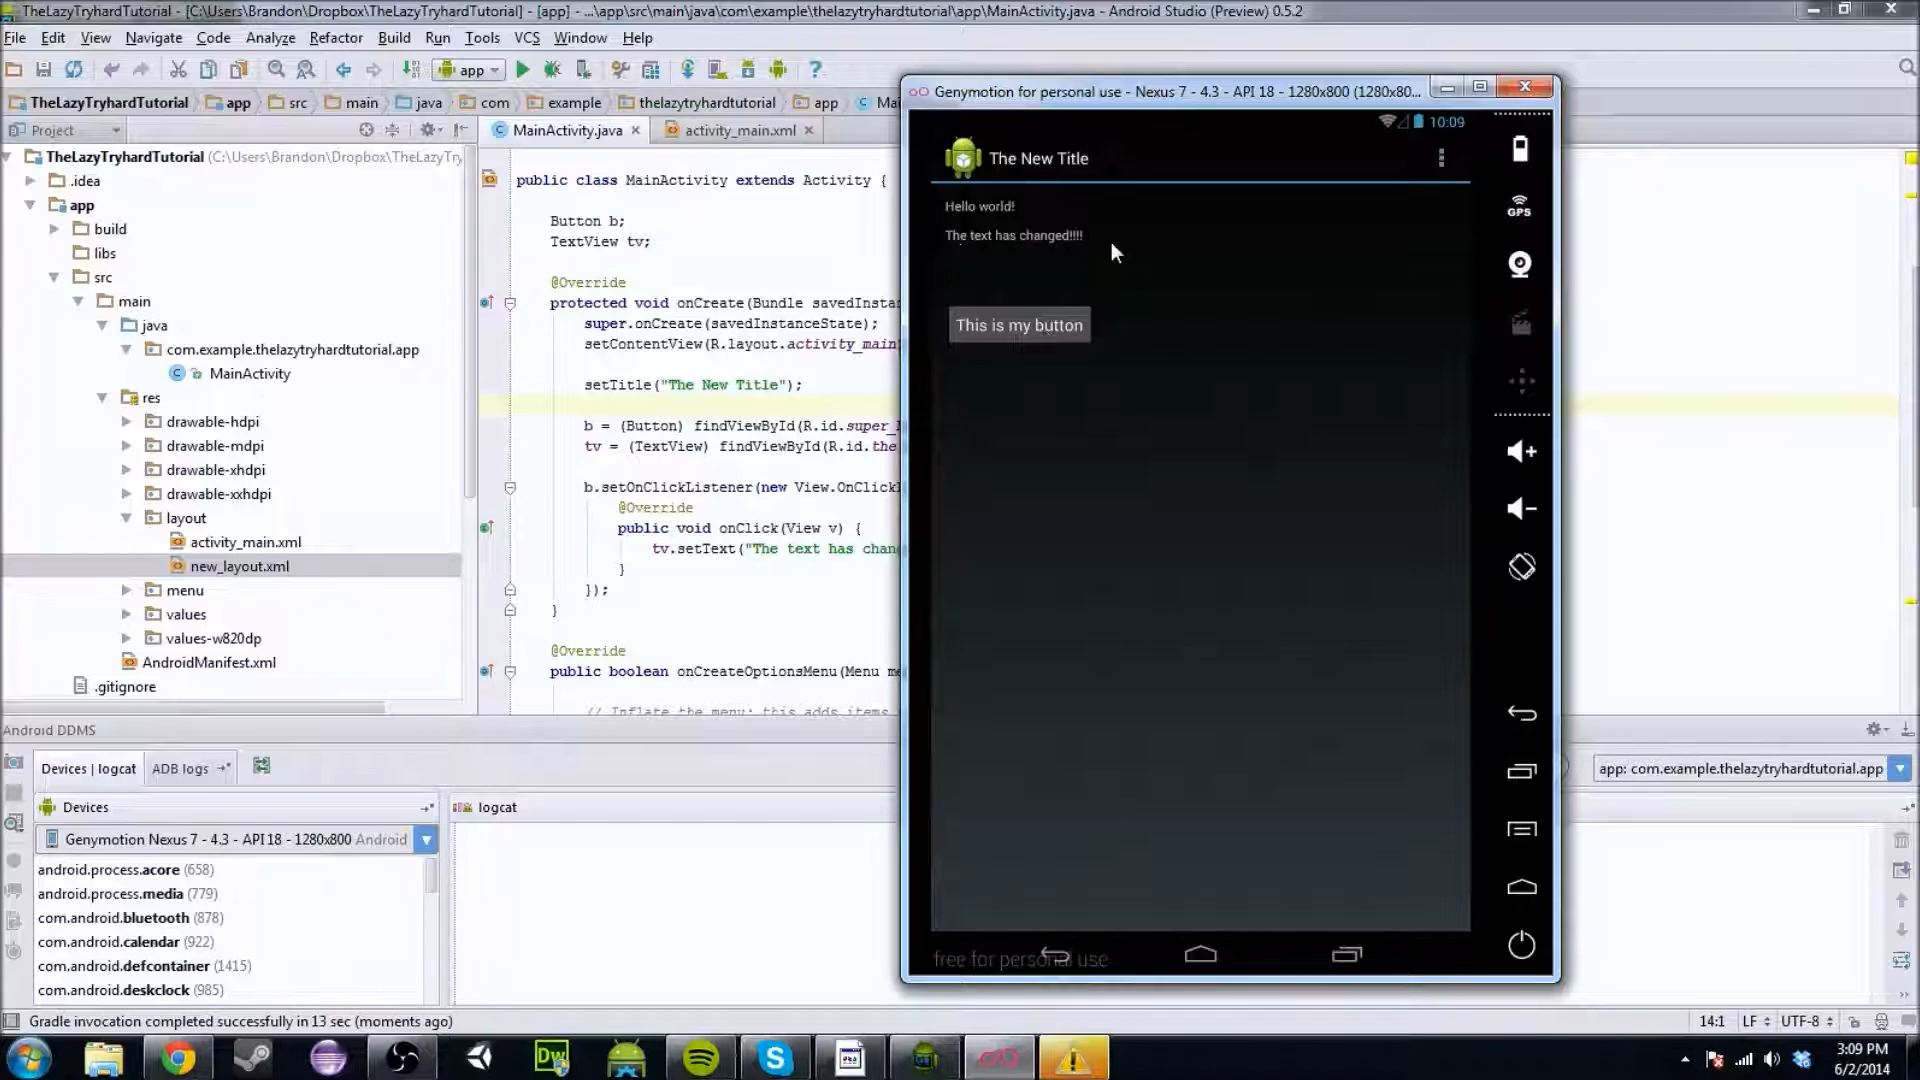 TheLazyTryhardTutorial - [C:\Users\Brandon\Dropbox\TheLazyTryhardTutorial] - [app] - ...\app\src\main\java\com\example\thelazytryhardtutorial\app\MainActivity.java - Android Studio (Preview) 0.5.2
File Edit View Navigate Code Analyze Refactor Build Run Tools VCS Window Help
app
TheLazyTryhardTutorial app src main java com example thelazytryhardtutorial app Mai
Project
MainActivity.java
activity_main.xml
TheLazyTryhardTutorial (C:\Users\Brandon\Dropbox\TheLazyTry
.idea
app
build
libs
src
main
java
com.example.thelazytryhardtutorial.app
MainActivity
res
drawable-hdpi
drawable-mdpi
drawable-xhdpi
drawable-xxhdpi
layout
activity_main.xml
new_layout.xml
menu
values
values-w820dp
AndroidManifest.xml
.gitignore
public class MainActivity extends Activity {
Button b;
TextView tv;
@Override
protected void onCreate(Bundle savedInsta
super.onCreate(savedInstanceState);
setContentView(R.layout.activity_main
setTitle("The New Title");
b = (Button) findViewById(R.id.super_
tv = (TextView) findViewById(R.id.the
b.setOnClickListener(new View.OnClick
@Override
public void onClick(View v) {
tv.setText("The text has chan
}
});
}
@Override
public boolean onCreateOptionsMenu(Menu me
// Inflate the menu; this adds items
Genymotion for personal use - Nexus 7 - 4.3 - API 18 - 1280x800 (1280x80...
10:09
The New Title
Hello world!
The text has changed!!!!
This is my button
GPS
free for personal use
Android DDMS
Devices | logcat
ADB logs
app: com.example.thelazytryhardtutorial.app
Devices
logcat
Genymotion Nexus 7 - 4.3 - API 18 - 1280x800 Android
android.process.acore (658)
android.process.media (779)
com.android.bluetooth (878)
com.android.calendar (922)
com.android.defcontainer (1415)
com.android.deskclock (985)
Gradle invocation completed successfully in 13 sec (moments ago)
14:1 LF UTF-8
Dw
3:09 PM
6/2/2014